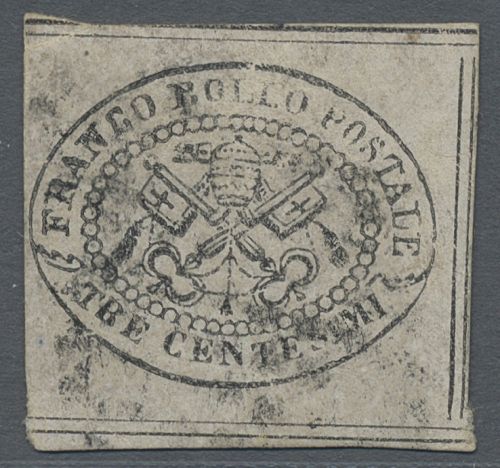 FRANCO BOLLO POSTALE
TRE CENTESIMI